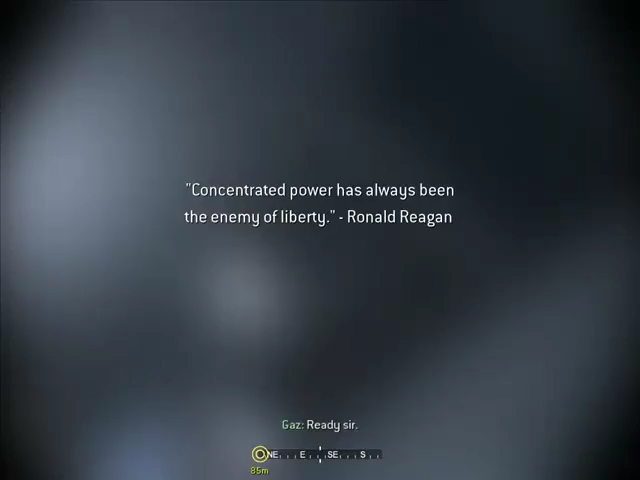 "Concentrated power has always been
the enemy of liberty." - Ronald Reagan
Gaz: Ready sir.
NE E SE S
85m